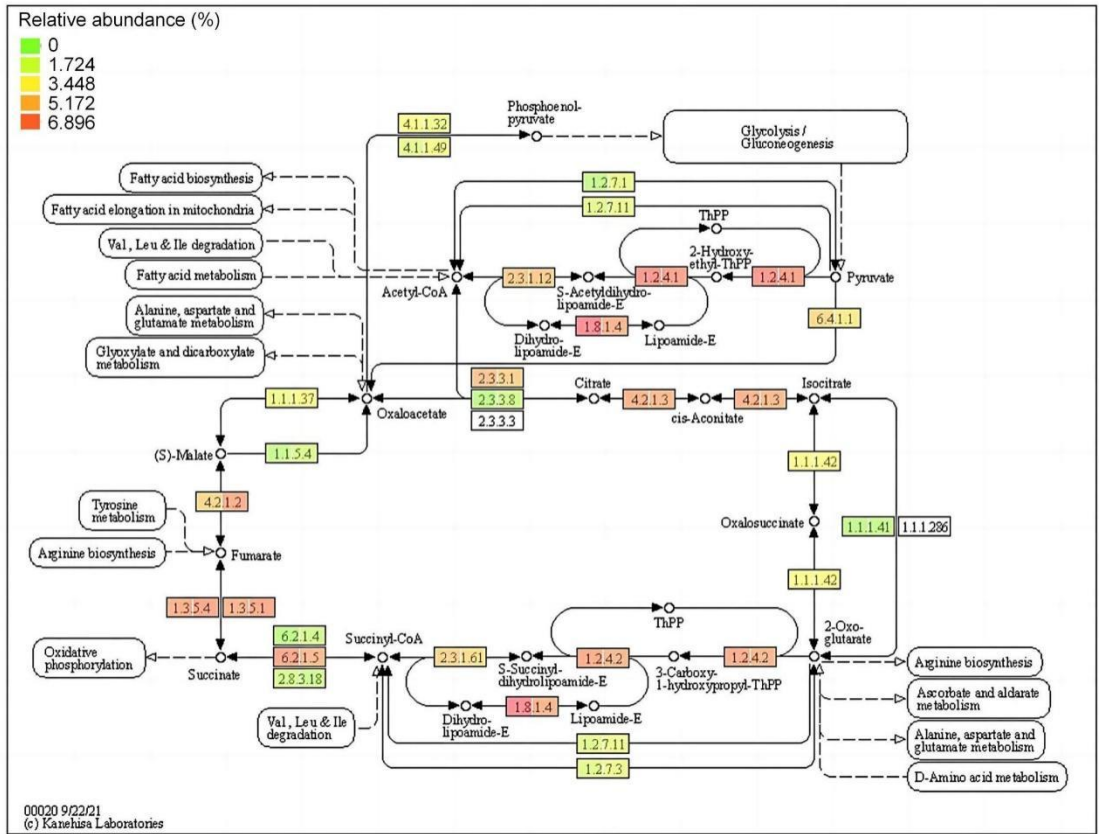 Relative abundance (%)
0
1.724
3.448
5.172
6.896
Phosphoenol-
pyruvate
4.1.1.32
4.1.1.49
Glycolysis /
Gluconeogenesis
Fatty acid biosynthesis
Fatty acid elongation in mitochondria
Val, Leu & Ile degradation
Fatty acid metabolism
Alanine, aspartate and
glutamate metabolism
Glyoxylate and dicarboxylate
metabolism
1.2.7.1
1.2.7.11
ThPP
2-Hydroxy-
ethyl-ThPP
Acetyl-CoA
2.3.1.12
S-Acetyldihydro-
lipoamide-E
1.2.4.1
1.2.4.1
Pyruvate
Dihydro-
lipoamide-E
1.8.1.4
Lipoamide-E
6.4.1.1
1.1.1.37
Oxaloacetate
2.3.3.1
2.3.3.8
2.3.3.3
Citrate
4.2.1.3
cis-Aconitate
4.2.1.3
Isocitrate
(S)-Malate
1.1.5.4
1.1.1.42
Oxalosuccinate
1.1.1.41
1.1.1.286
1.1.1.42
Tyrosine
metabolism
4.2.1.2
Arginine biosynthesis
Fumarate
1.3.5.4
1.3.5.1
Oxidative
phosphorylation
Succinate
6.2.1.4
6.2.1.5
2.8.3.18
Succinyl-CoA
2.3.1.61
S-Succinyl-
dihydrolipoamide-E
1.2.4.2
ThPP
3-Carboxy-
1-hydroxypropyl-ThPP
1.2.4.2
2-Oxo-
glutarate
Val, Leu & Ile
degradation
Dihydro-
lipoamide-E
1.8.1.4
Lipoamide-E
1.2.7.11
1.2.7.3
Arginine biosynthesis
Ascorbate and aldarate
metabolism
Alanine, aspartate and
glutamate metabolism
D-Amino acid metabolism
00020 9/22/21
(c) Kanehisa Laboratories